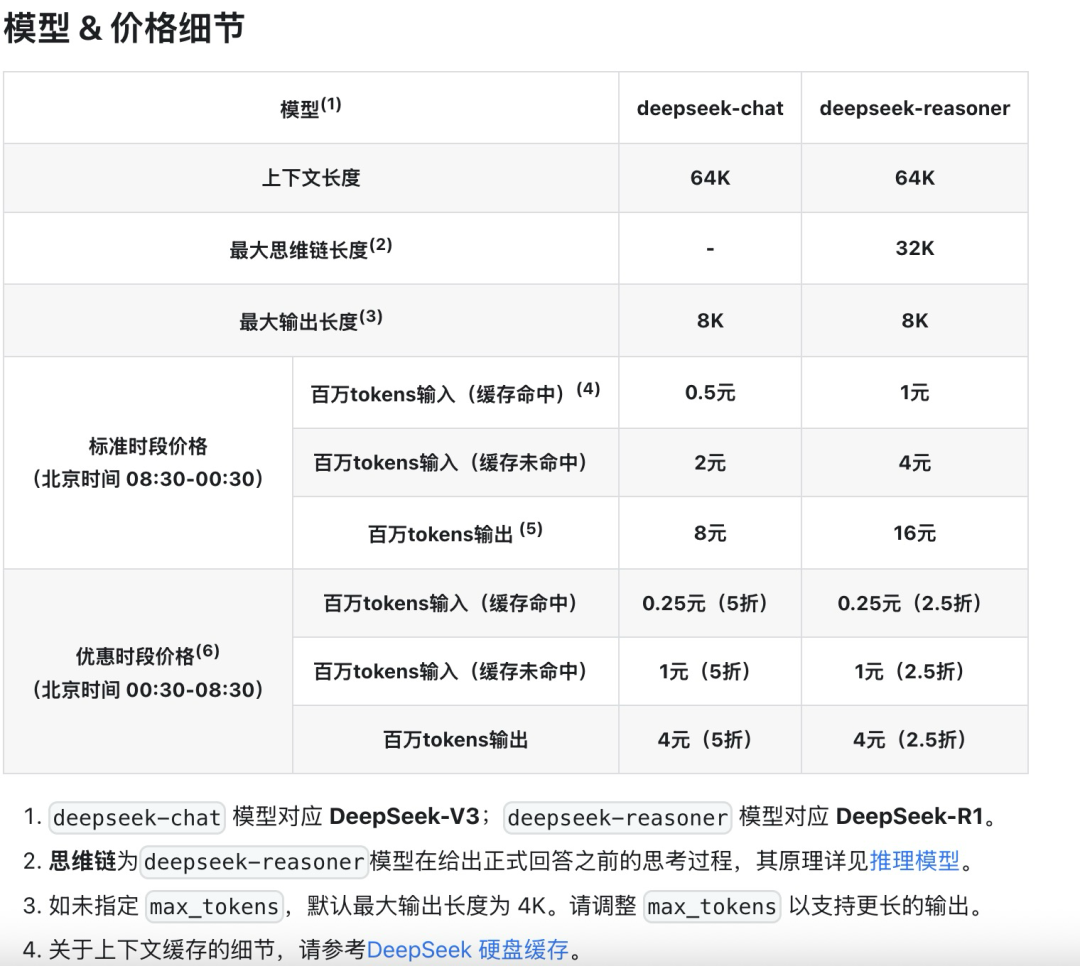 模型 & 价格细节
模型(1) deepseek-chat deepseek-reasoner
上下文长度 64K 64K
最大思维链长度(2) - 32K
最大输出长度(3) 8K 8K
标准时段价格
（北京时间 08:30-00:30）
百万tokens输入（缓存命中）(4) 0.5元 1元
百万tokens输入（缓存未命中） 2元 4元
百万tokens输出 (5) 8元 16元
优惠时段价格(6)
（北京时间 00:30-08:30）
百万tokens输入（缓存命中） 0.25元（5折） 0.25元（2.5折）
百万tokens输入（缓存未命中） 1元（5折） 1元（2.5折）
百万tokens输出 4元（5折） 4元（2.5折）
1. deepseek-chat 模型对应 DeepSeek-V3；deepseek-reasoner 模型对应 DeepSeek-R1。
2. 思维链为deepseek-reasoner模型在给出正式回答之前的思考过程，其原理详见推理模型。
3. 如未指定 max_tokens，默认最大输出长度为 4K。请调整 max_tokens 以支持更长的输出。
4. 关于上下文缓存的细节，请参考DeepSeek 硬盘缓存。